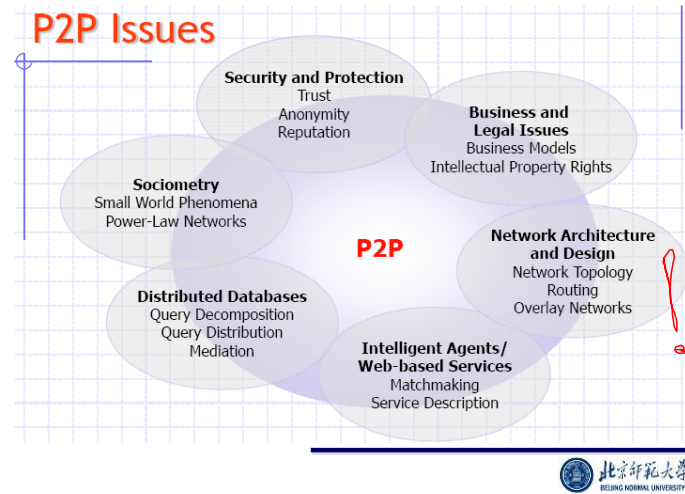 P2P Issues
Security and Protection
Trust
Anonymity
Reputation
Business and
Legal Issues
Business Models
Intellectual Property Rights
Sociometry
Small World Phenomena
Power-Law Networks
P2P
Network Architecture
and Design
Network Topology
Routing
Overlay Networks
Distributed Databases
Query Decomposition
Query Distribution
Mediation
Intelligent Agents/
Web-based Services
Matchmaking
Service Description
!
北京师范大学
BEIJING NORMAL UNIVERSITY